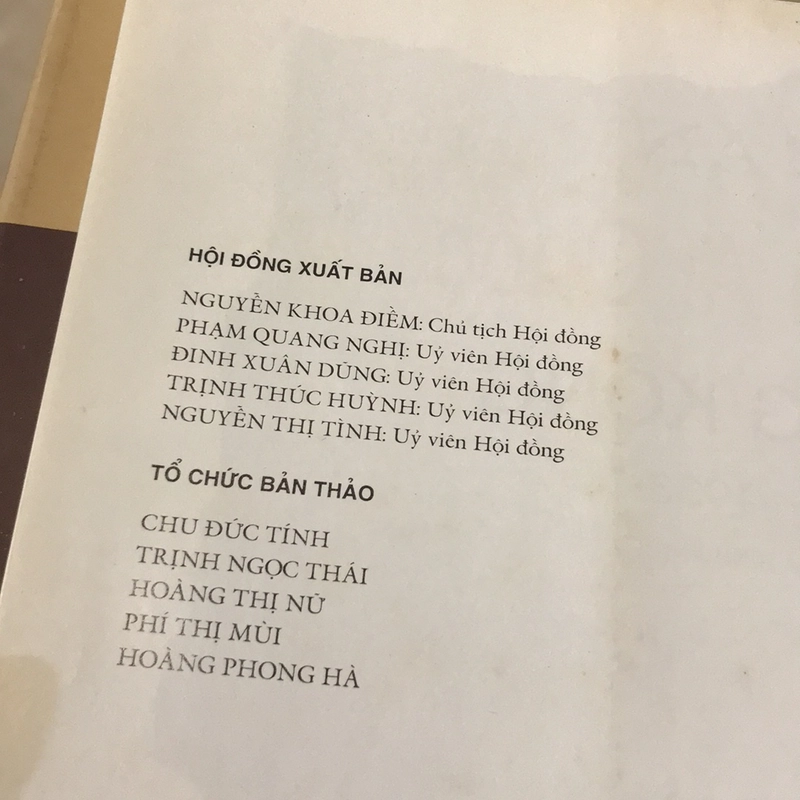 HỘI ĐỒNG XUẤT BẢN
NGUYỄN KHOA ĐIỀM: Chủ tịch Hội đồng
PHẠM QUANG NGHỊ: Uỷ viên Hội đồng
ĐINH XUÂN DŨNG: Uỷ viên Hội đồng
TRỊNH THÚC HUỲNH: Uỷ viên Hội đồng
NGUYỄN THỊ TÌNH: Uỷ viên Hội đồng
TỔ CHỨC BẢN THẢO
CHU ĐỨC TÍNH
TRỊNH NGỌC THÁI
HOÀNG THỊ NỮ
PHÍ THỊ MÙI
HOÀNG PHONG HÀ